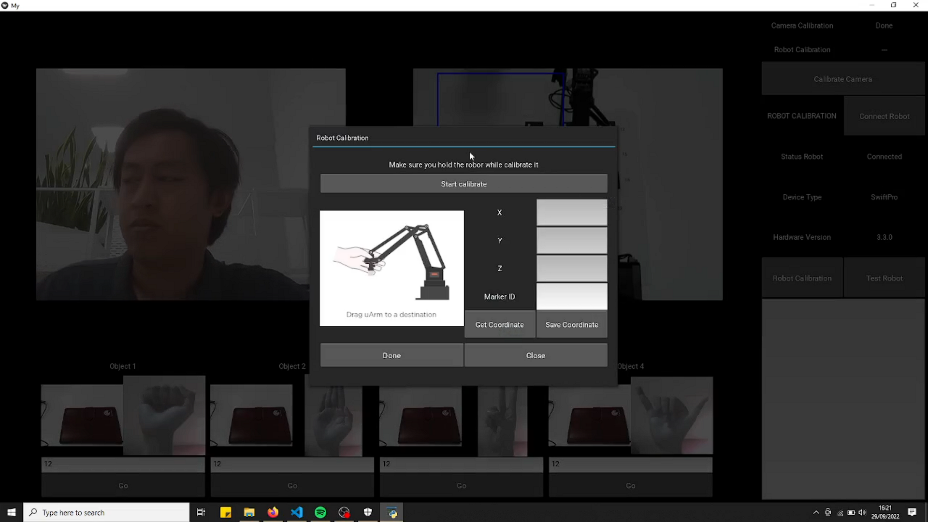 My
Camera Calibration Done
Robot Calibration ---
Calibrate Camera
ROBOT CALIBRATION Connect Robot
Status Robot Connected
Device Type SwiftPro
Hardware Version 3.3.0
Robot Calibration Test Robot
Robot Calibration
Make sure you hold the robor while calibrate it
Start calibrate
X
Y
Z
Marker ID
Drag uArm to a destination
Get Coordinate Save Coordinate
Done Close
Object 1 Object 2 Object 4
12 12 12 12
Go Go Go Go
Type here to search
16:21
29/09/2022